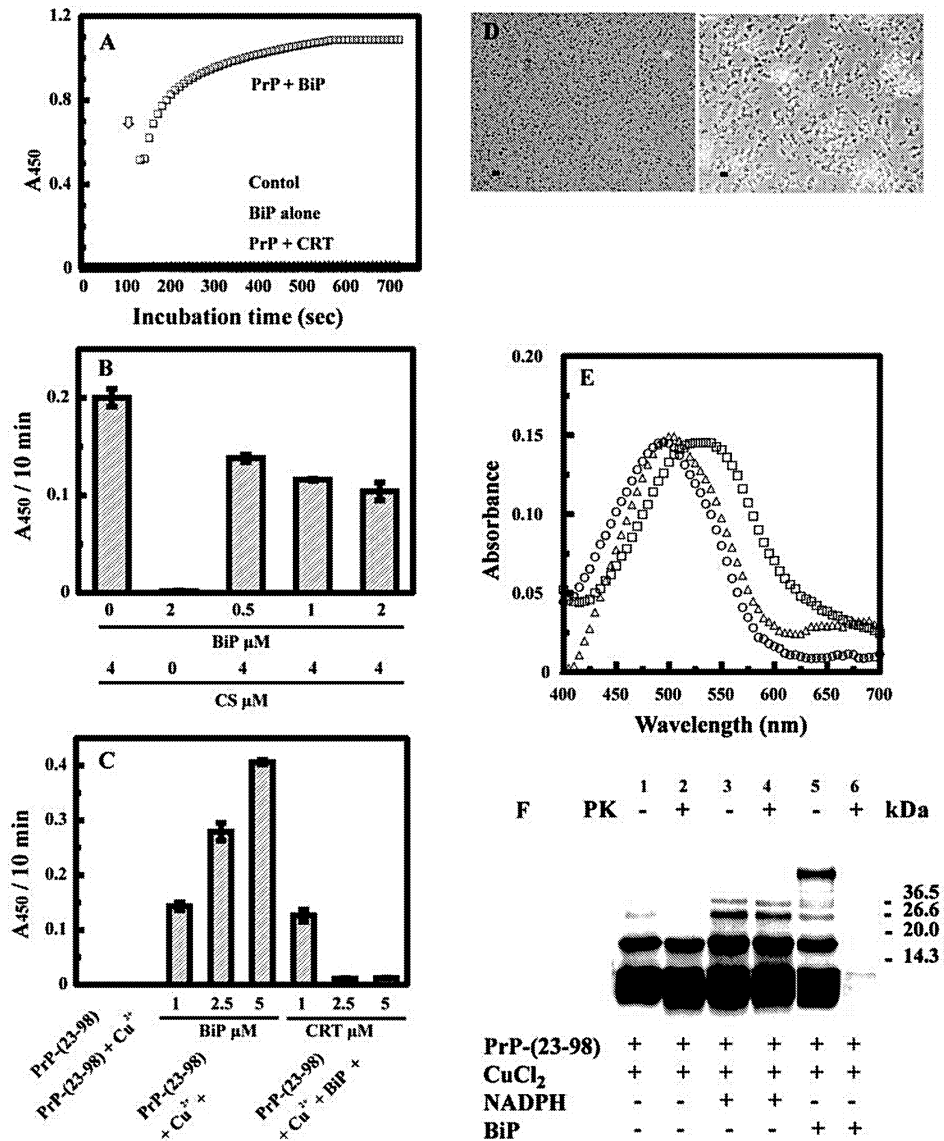 A
1.2
0.8
0.4
0
A450
PrP + BiP
Contol
BiP alone
PrP + CRT
0 100 200 300 400 500 600 700
Incubation time (sec)
B
0.2
0.1
0
A450 / 10 min
0 2 0.5 1 2
BiP μM
4 0 4 4 4
CS μM
C
0.4
0.3
0.2
0.1
0
A450 / 10 min
1 2.5 5 1 2.5 5
BiP μM CRT μM
PrP-(23-98)
PrP-(23-98) + Cu2+
PrP-(23-98)
+ Cu2+ +
PrP-(23-98)
+ Cu2+ + BiP +
D
E
0.20
0.15
0.10
0.05
0
Absorbance
400 450 500 550 600 650 700
Wavelength (nm)
1 2 3 4 5 6
F PK - + - + - + kDa
- 36.5
- 26.6
- 20.0
- 14.3
PrP-(23-98) + + + + + +
CuCl2 + + + + + +
NADPH - - + + - -
BiP - - - - + +